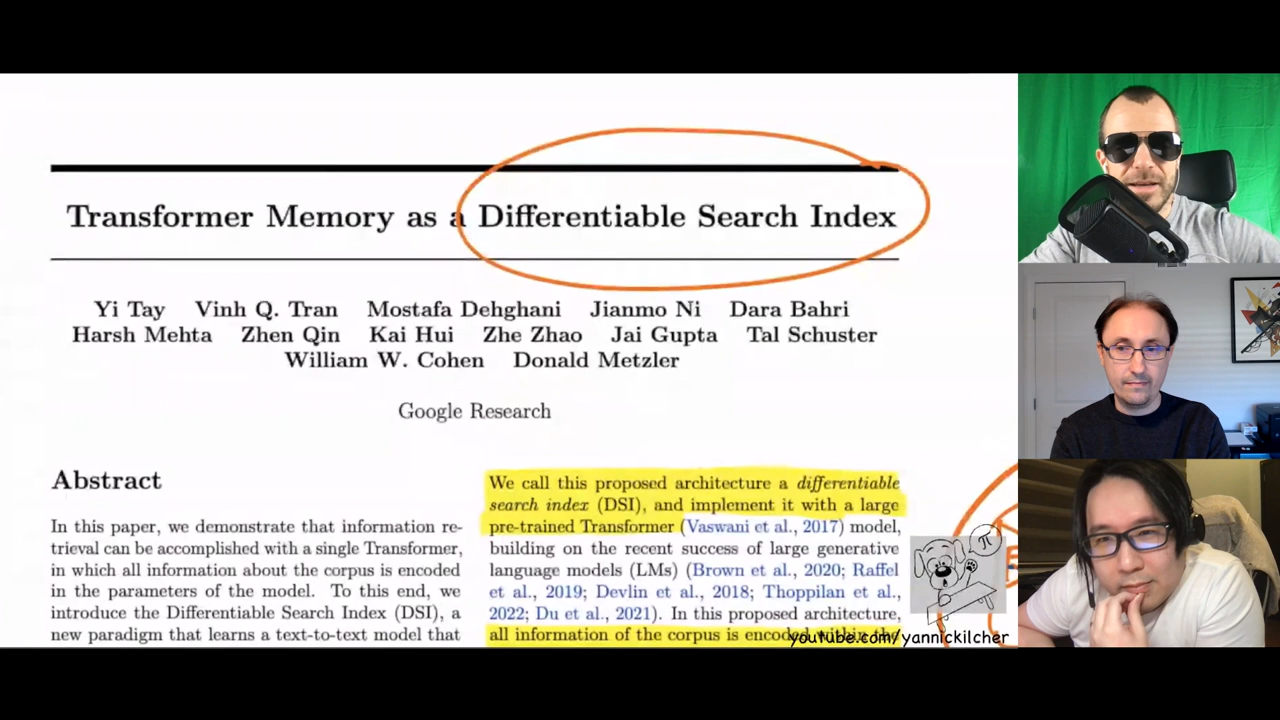 Transformer Memory as a Differentiable Search Index
Yi Tay Vinh Q. Tran Mostafa Dehghani Jianmo Ni Dara Bahri
Harsh Mehta Zhen Qin Kai Hui Zhe Zhao Jai Gupta Tal Schuster
William W. Cohen Donald Metzler
Google Research
Abstract
In this paper, we demonstrate that information re-
trieval can be accomplished with a single Transformer,
in which all information about the corpus is encoded
in the parameters of the model. To this end, we
introduce the Differentiable Search Index (DSI), a
new paradigm that learns a text-to-text model that
We call this proposed architecture a differentiable
search index (DSI), and implement it with a large
pre-trained Transformer (Vaswani et al., 2017) model,
building on the recent success of large generative
language models (LMs) (Brown et al., 2020; Raffel
et al., 2019; Devlin et al., 2018; Thoppilan et al.,
2022; Du et al., 2021). In this proposed architecture,
all information of the corpus is encoded within the
π
youtube.com/yannickilcher